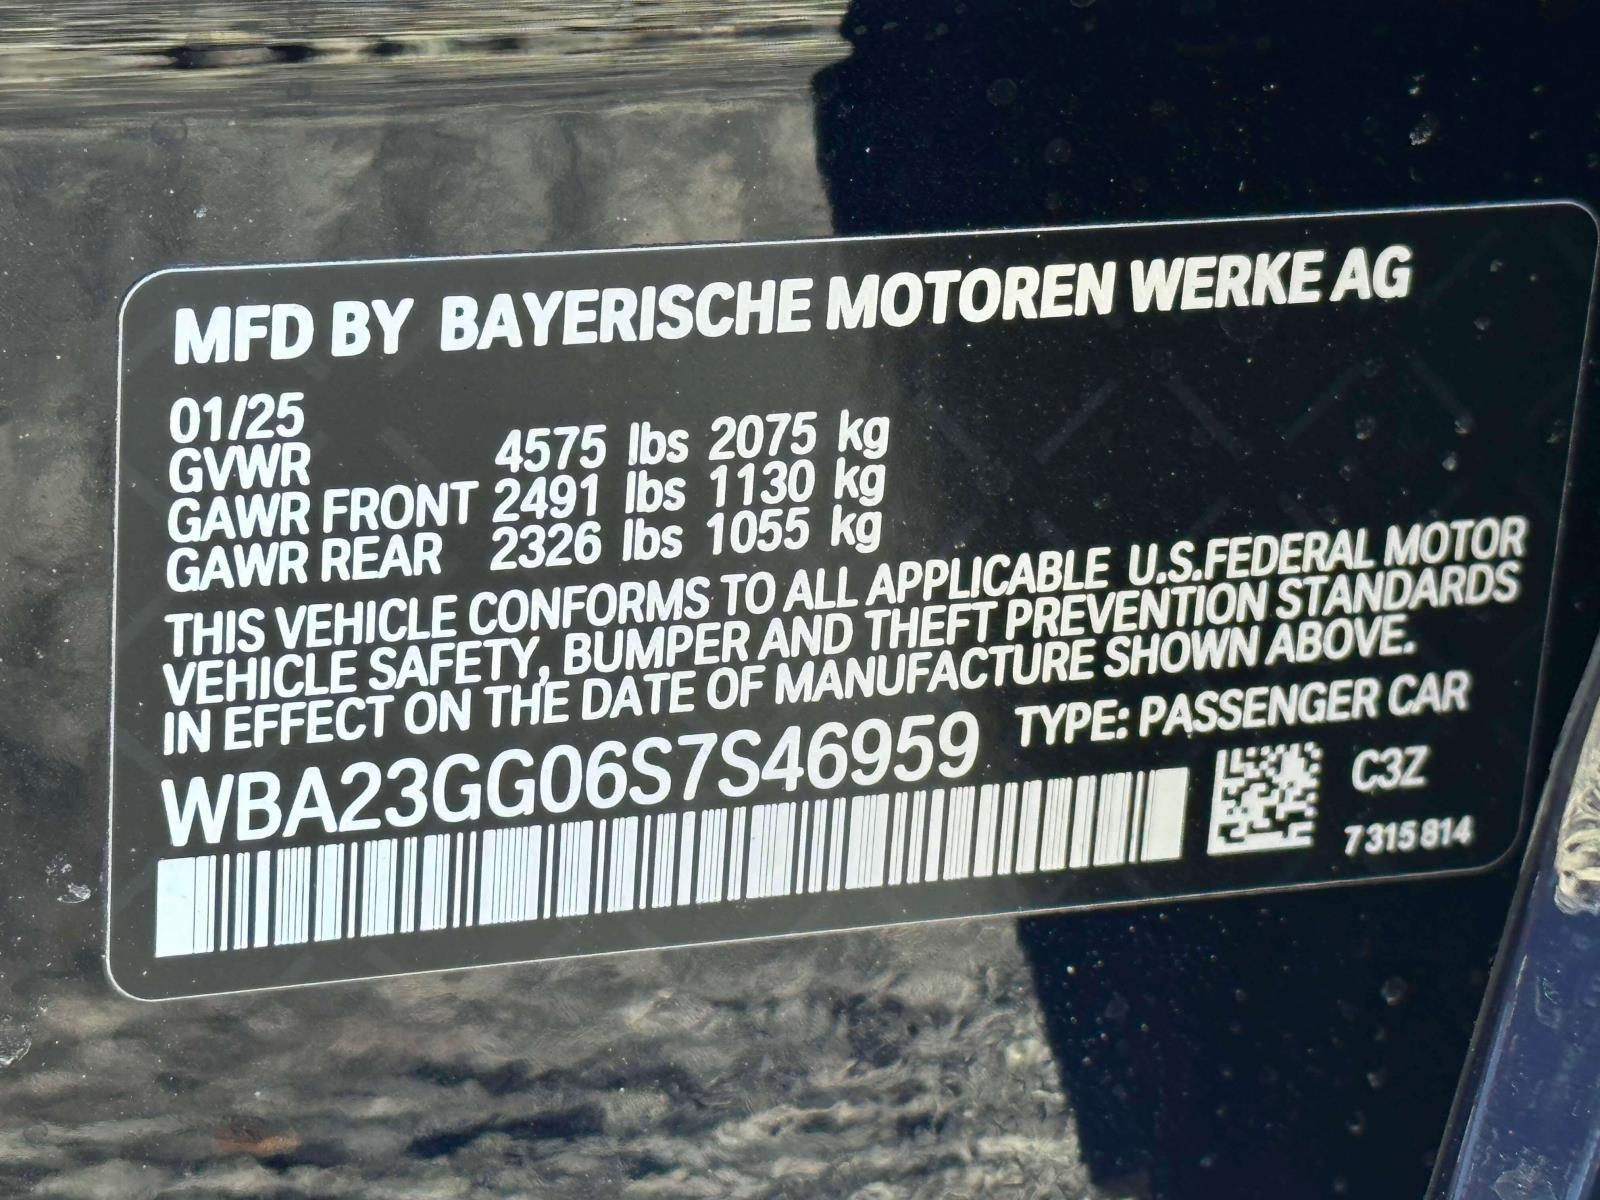 MFD BY BAYERISCHE MOTOREN WERKE AG
01/25
GVWR 4575 lbs 2075 kg
GAWR FRONT 2491 lbs 1130 kg
GAWR REAR 2326 lbs 1055 kg
THIS VEHICLE CONFORMS TO ALL APPLICABLE U.S.FEDERAL MOTOR
VEHICLE SAFETY, BUMPER AND THEFT PREVENTION STANDARDS
IN EFFECT ON THE DATE OF MANUFACTURE SHOWN ABOVE.
WBA23GG06S7S46959 TYPE: PASSENGER CAR
C3Z
7 315 814